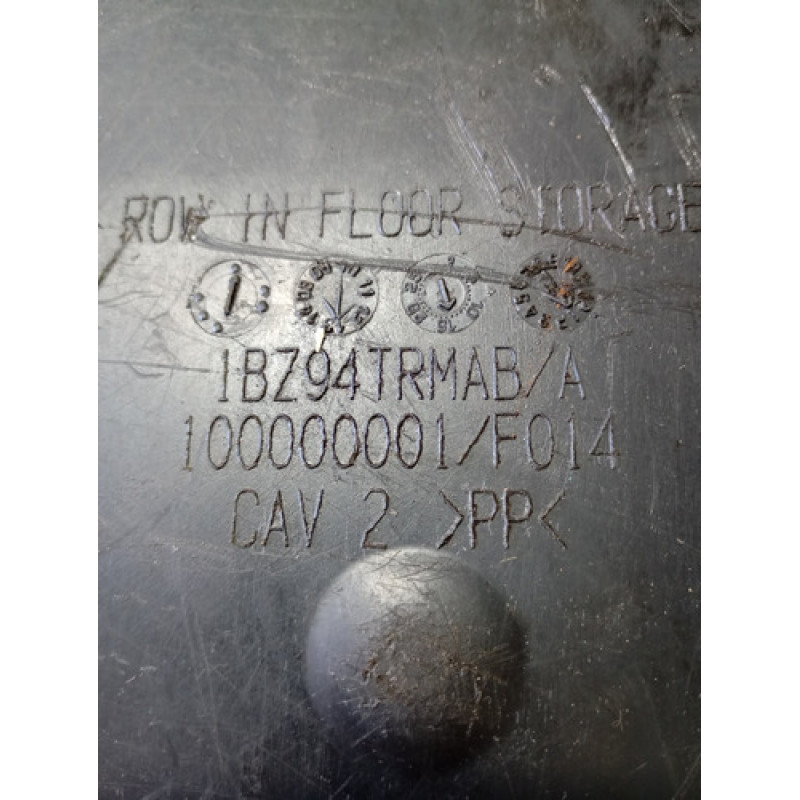 ROW IN FLOOR STORAGE
1BZ94TRMAB/A
100000001/F014
CAV 2 >PP<